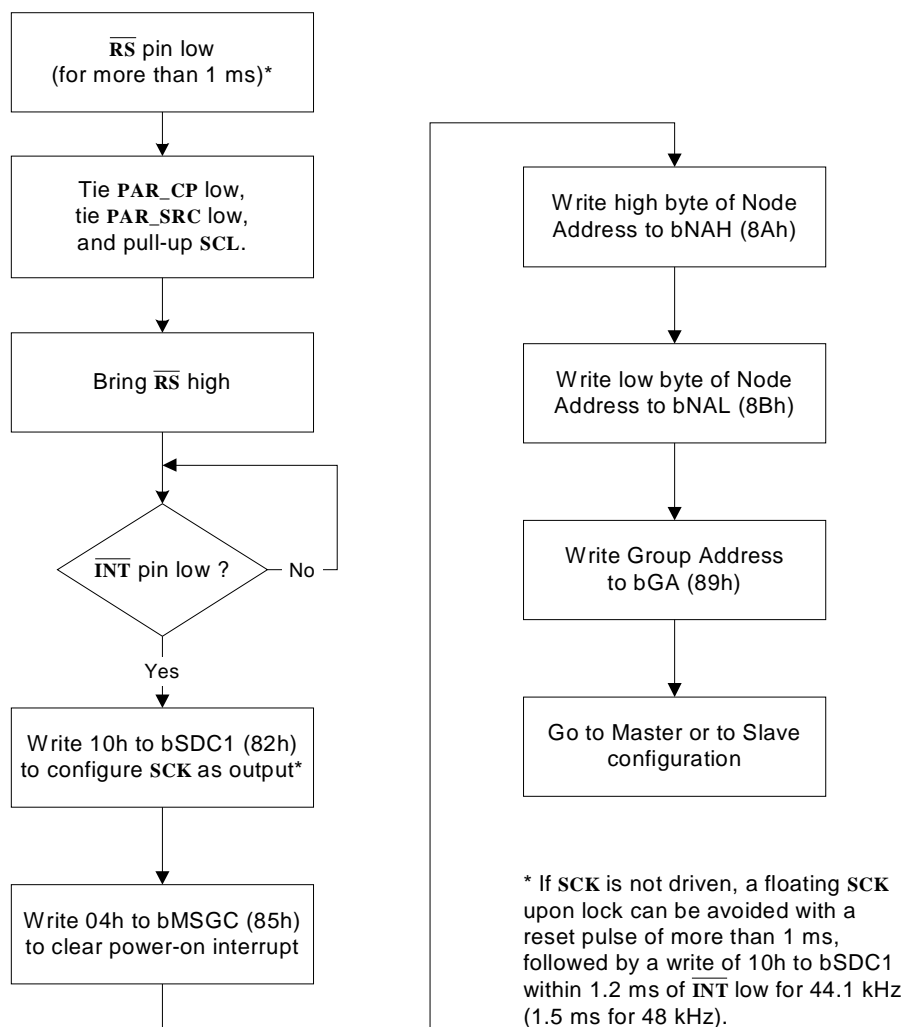 RS pin low
(for more than 1 ms)*
Tie PAR_CP low,
tie PAR_SRC low,
and pull-up SCL.
Bring RS high
INT pin low ?
No
Yes
Write 10h to bSDC1 (82h)
to configure SCK as output*
Write 04h to bMSGC (85h)
to clear power-on interrupt
Write high byte of Node
Address to bNAH (8Ah)
Write low byte of Node
Address to bNAL (8Bh)
Write Group Address
to bGA (89h)
Go to Master or to Slave
configuration
* If SCK is not driven, a floating SCK
upon lock can be avoided with a
reset pulse of more than 1 ms,
followed by a write of 10h to bSDC1
within 1.2 ms of INT low for 44.1 kHz
(1.5 ms for 48 kHz).